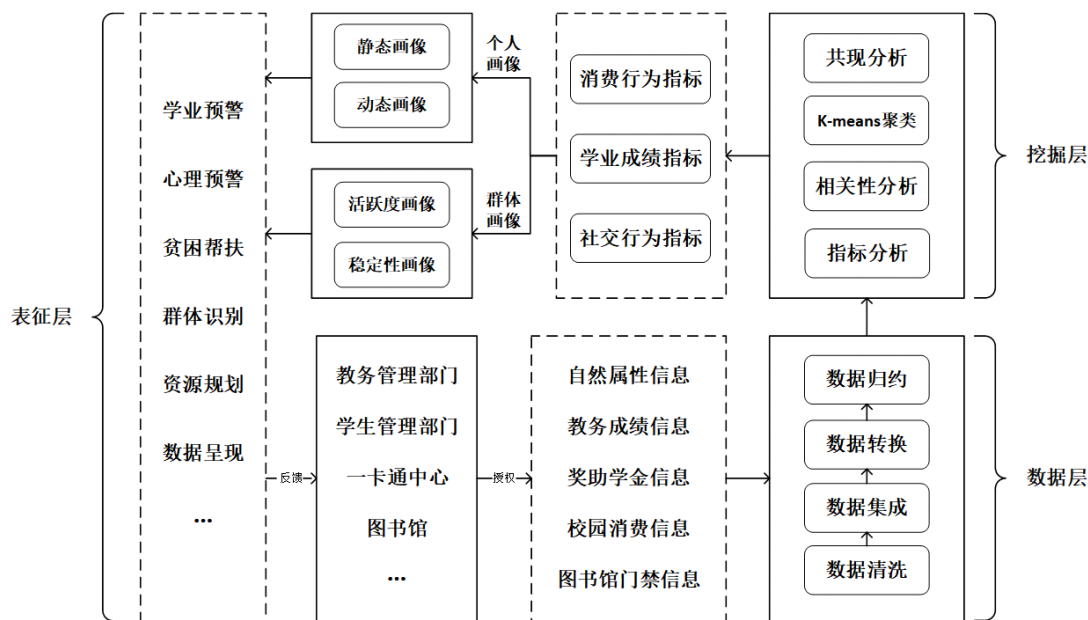 表征层
学业预警
心理预警
贫困帮扶
群体识别
资源规划
数据呈现
...
静态画像
动态画像
个人
画像
活跃度画像
稳定性画像
群体
画像
消费行为指标
学业成绩指标
社交行为指标
共现分析
K-means聚类
相关性分析
指标分析
挖掘层
反馈
教务管理部门
学生管理部门
一卡通中心
图书馆
...
授权
自然属性信息
教务成绩信息
奖助学金信息
校园消费信息
图书馆门禁信息
数据归约
数据转换
数据集成
数据清洗
数据层